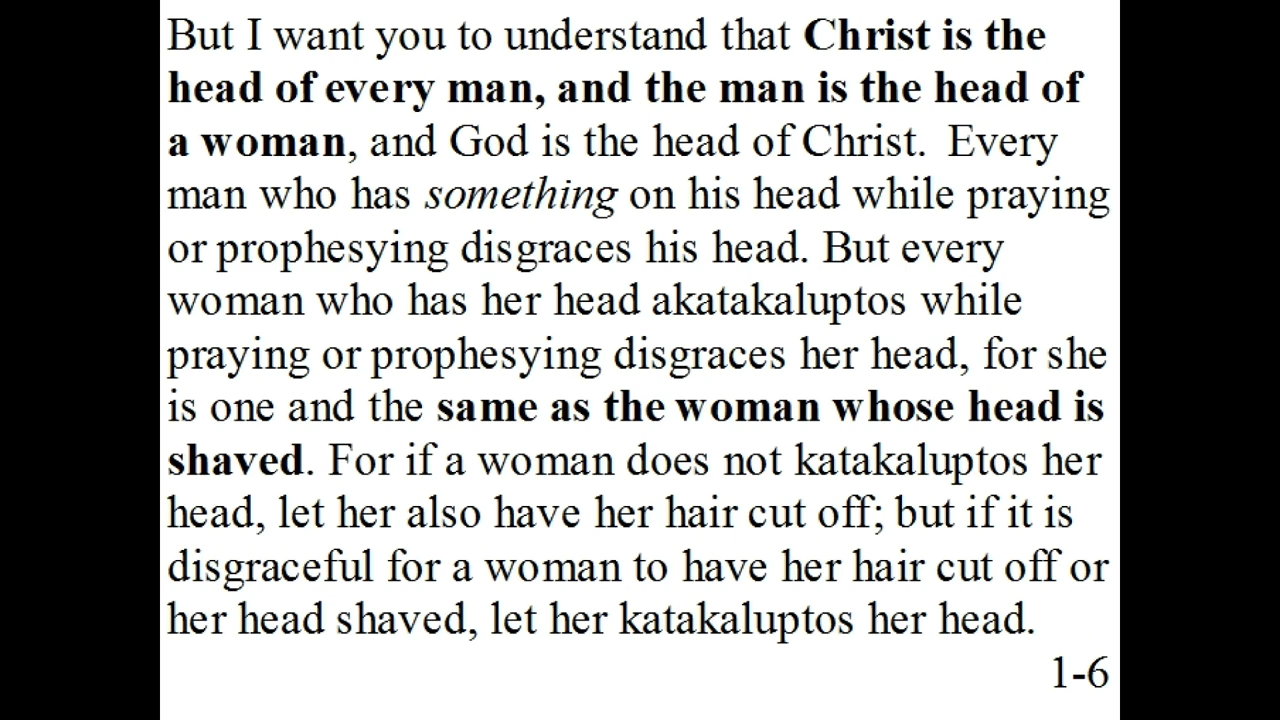 But I want you to understand that Christ is the
head of every man, and the man is the head of
a woman, and God is the head of Christ.  Every
man who has something on his head while praying
or prophesying disgraces his head. But every
woman who has her head akatakaluptos while
praying or prophesying disgraces her head, for she
is one and the same as the woman whose head is
shaved. For if a woman does not katakaluptos her
head, let her also have her hair cut off; but if it is
disgraceful for a woman to have her hair cut off or
her head shaved, let her katakaluptos her head.
1-6